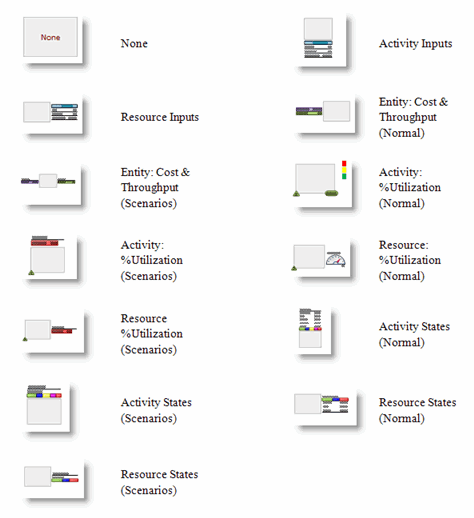 None
None
Activity Inputs
Resource Inputs
Entity: Cost &
Throughput
(Normal)
Entity: Cost &
Throughput
(Scenarios)
Activity:
%Utilization
(Normal)
Activity:
%Utilization
(Scenarios)
Resource:
%Utilization
(Normal)
Resource
%Utilization
(Scenarios)
Activity States
(Normal)
Activity States
(Scenarios)
Resource States
(Normal)
Resource States
(Scenarios)